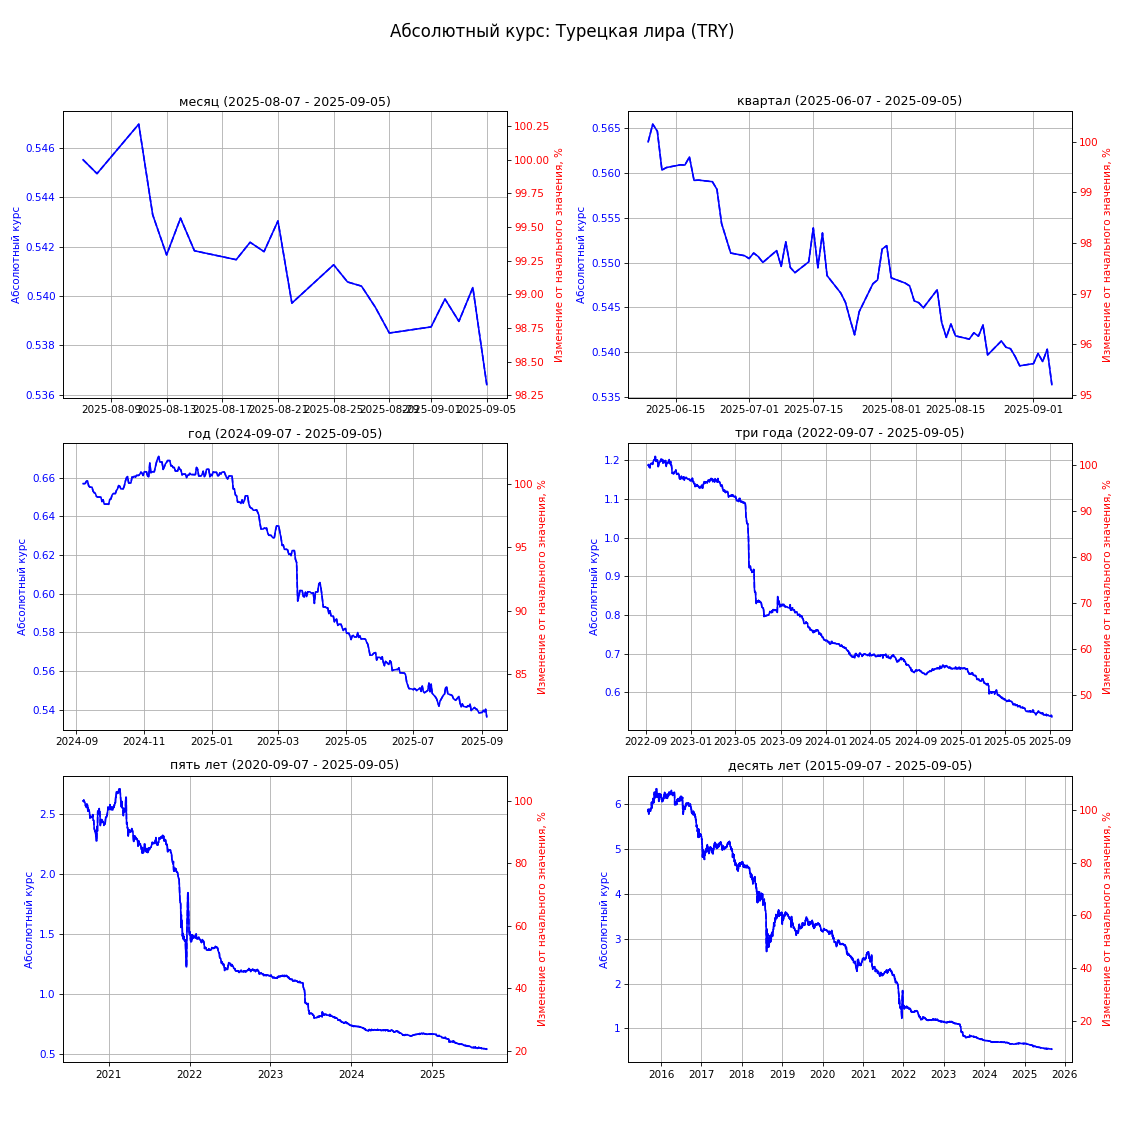 Абсолютный курс: Турецкая лира (TRY)
месяц (2025-08-07 - 2025-09-05)
Абсолютный курс
0.546
0.544
0.542
0.540
0.538
0.536
100.25
100.00
99.75
99.50
99.25
99.00
98.75
98.50
98.25
Изменение от начального значения, %
2025-08-09 2025-08-13 2025-08-17 2025-08-21 2025-08-25 2025-08-29 2025-09-01 2025-09-05
квартал (2025-06-07 - 2025-09-05)
Абсолютный курс
0.565
0.560
0.555
0.550
0.545
0.540
0.535
100
99
98
97
96
95
Изменение от начального значения, %
2025-06-15 2025-07-01 2025-07-15 2025-08-01 2025-08-15 2025-09-01
год (2024-09-07 - 2025-09-05)
Абсолютный курс
0.66
0.64
0.62
0.60
0.58
0.56
0.54
100
95
90
85
Изменение от начального значения, %
2024-09 2024-11 2025-01 2025-03 2025-05 2025-07 2025-09
три года (2022-09-07 - 2025-09-05)
Абсолютный курс
1.2
1.1
1.0
0.9
0.8
0.7
0.6
100
90
80
70
60
50
Изменение от начального значения, %
2022-09 2023-01 2023-05 2023-09 2024-01 2024-05 2024-09 2025-01 2025-05 2025-09
пять лет (2020-09-07 - 2025-09-05)
Абсолютный курс
2.5
2.0
1.5
1.0
0.5
100
80
60
40
20
Изменение от начального значения, %
2021 2022 2023 2024 2025
десять лет (2015-09-07 - 2025-09-05)
Абсолютный курс
6
5
4
3
2
1
100
80
60
40
20
Изменение от начального значения, %
2016 2017 2018 2019 2020 2021 2022 2023 2024 2025 2026